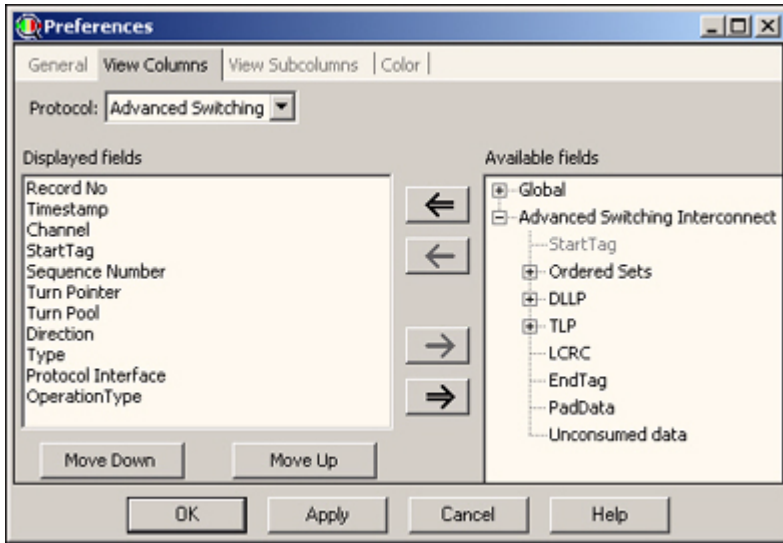 Preferences
General View Columns View Subcolumns Color
Protocol: Advanced Switching
Displayed fields
Record No
Timestamp
Channel
StartTag
Sequence Number
Turn Pointer
Turn Pool
Direction
Type
Protocol Interface
OperationType
Move Down Move Up
Available fields
Global
Advanced Switching Interconnect
StartTag
Ordered Sets
DLLP
TLP
LCRC
EndTag
PadData
Unconsumed data
OK Apply Cancel Help